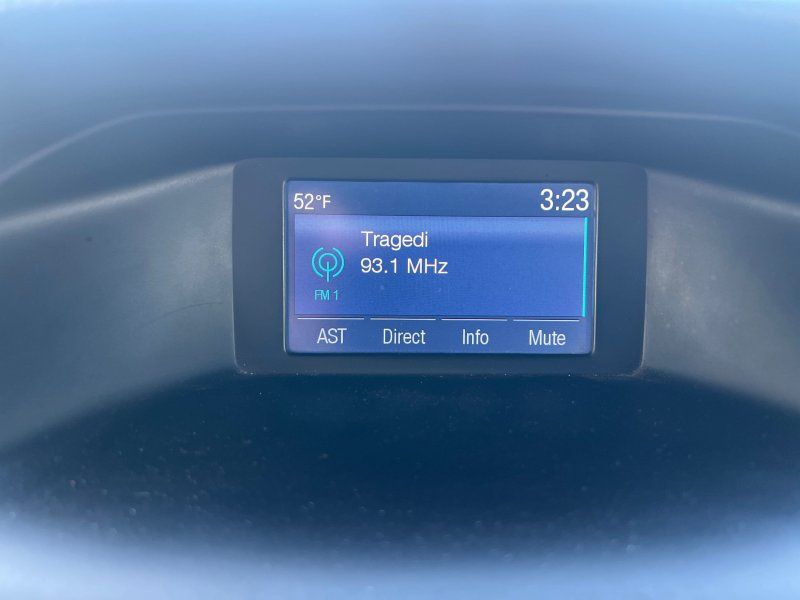 52°F 3:23
Tragedi
93.1 MHz
FM 1
AST Direct Info Mute